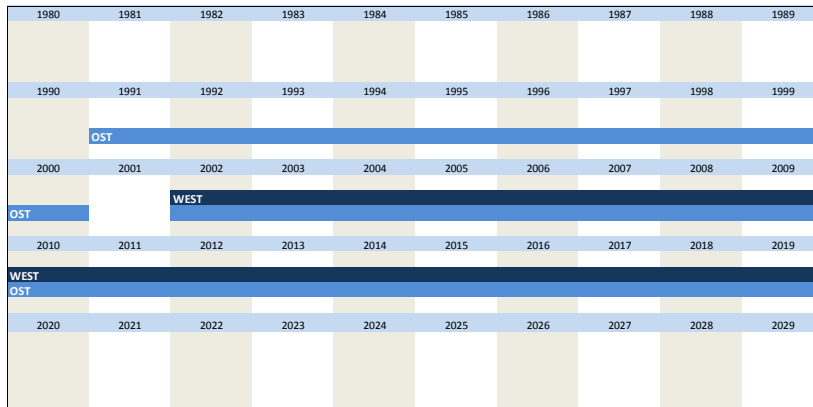 1980 1981 1982 1983 1984 1985 1986 1987 1988 1989
1990 1991 1992 1993 1994 1995 1996 1997 1998 1999
OST
2000 2001 2002 2003 2004 2005 2006 2007 2008 2009
WEST
OST
2010 2011 2012 2013 2014 2015 2016 2017 2018 2019
WEST
OST
2020 2021 2022 2023 2024 2025 2026 2027 2028 2029